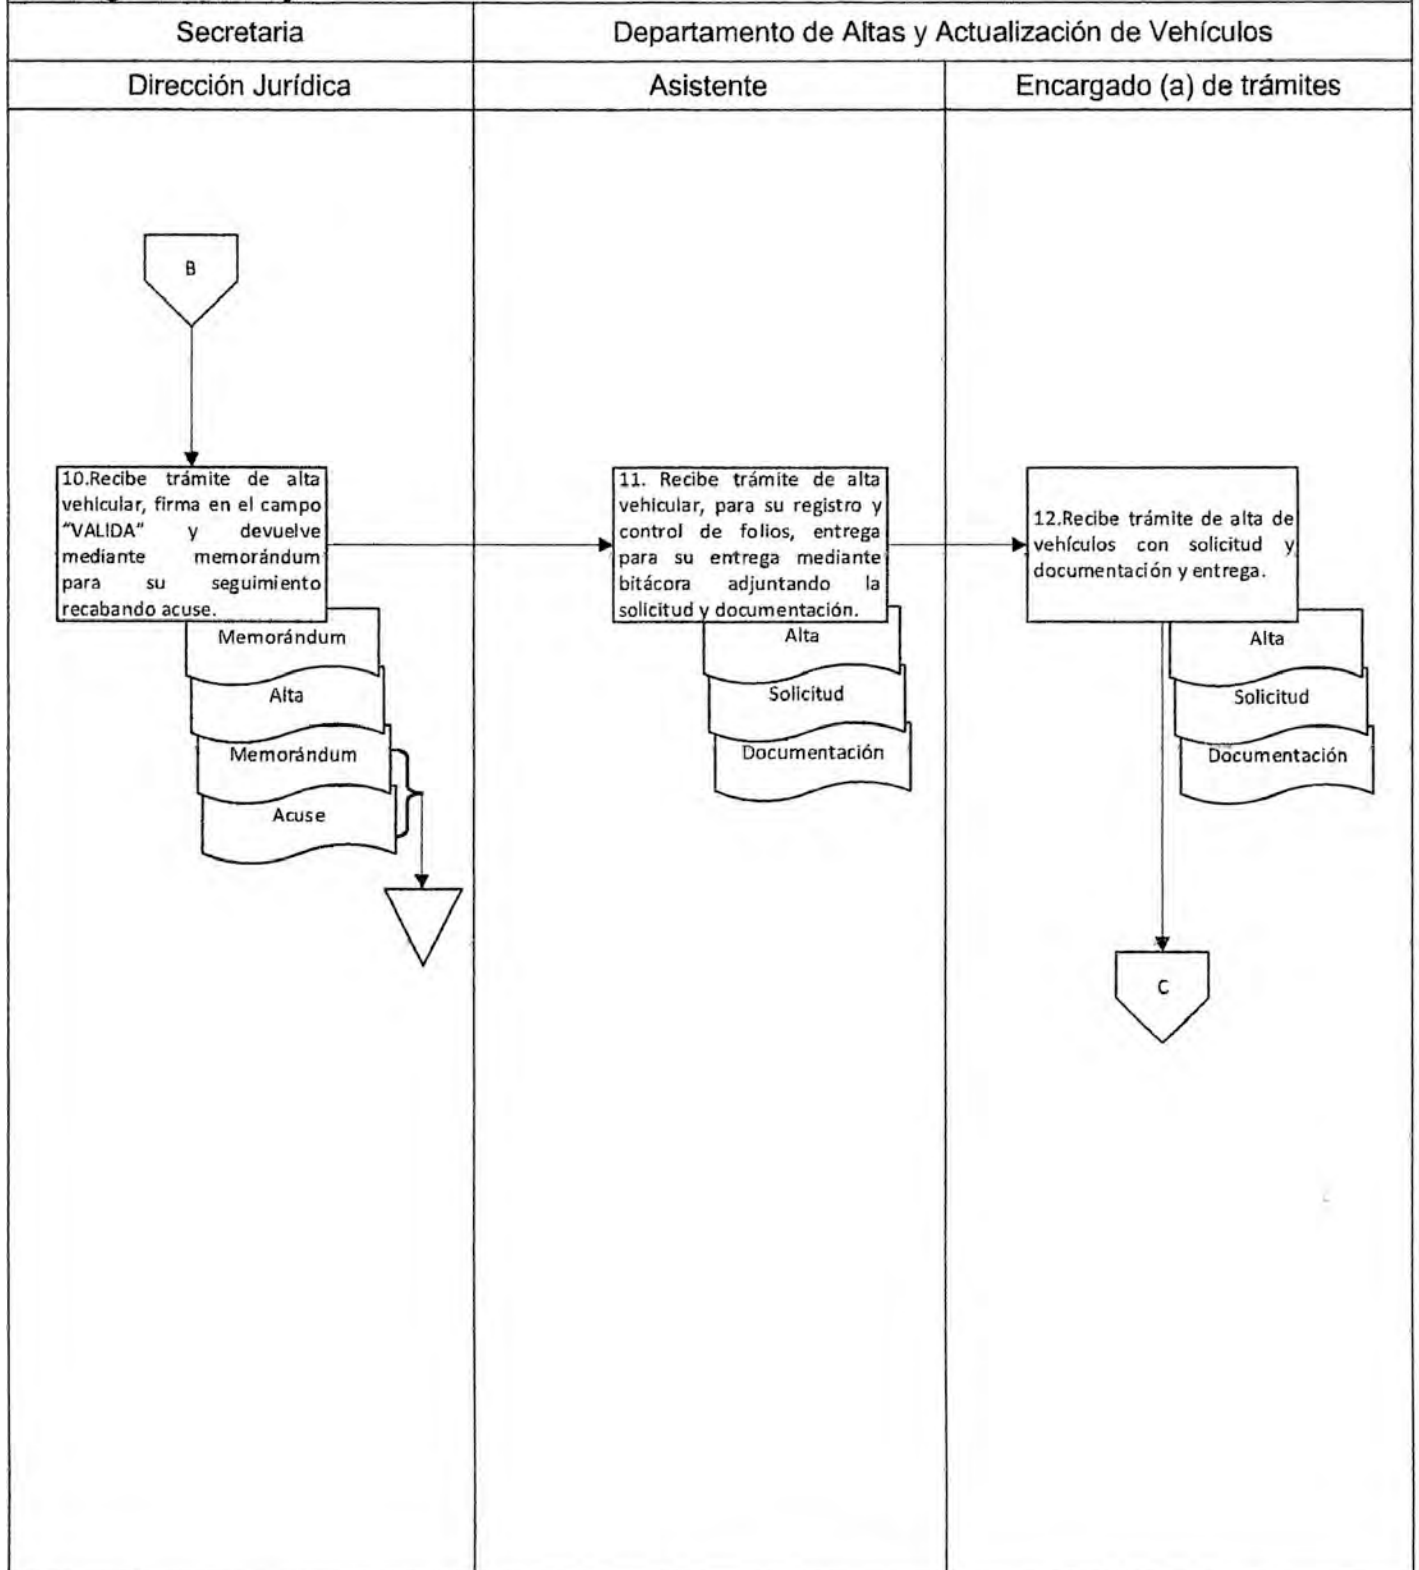 Secretaria
Departamento de Altas y Actualización de Vehículos
Dirección Jurídica
Asistente
Encargado (a) de trámites
B
10.Recibe trámite de alta
vehicular, firma en el campo
“VALIDA” y devuelve
mediante memorándum
para su seguimiento
recabando acuse.
Memorándum
Alta
Memorándum
Acuse
11. Recibe trámite de alta
vehicular, para su registro y
control de folios, entrega
para su entrega mediante
bitácora adjuntando la
solicitud y documentación.
Alta
Solicitud
Documentación
12.Recibe trámite de alta de
vehículos con solicitud y
documentación y entrega.
Alta
Solicitud
Documentación
C